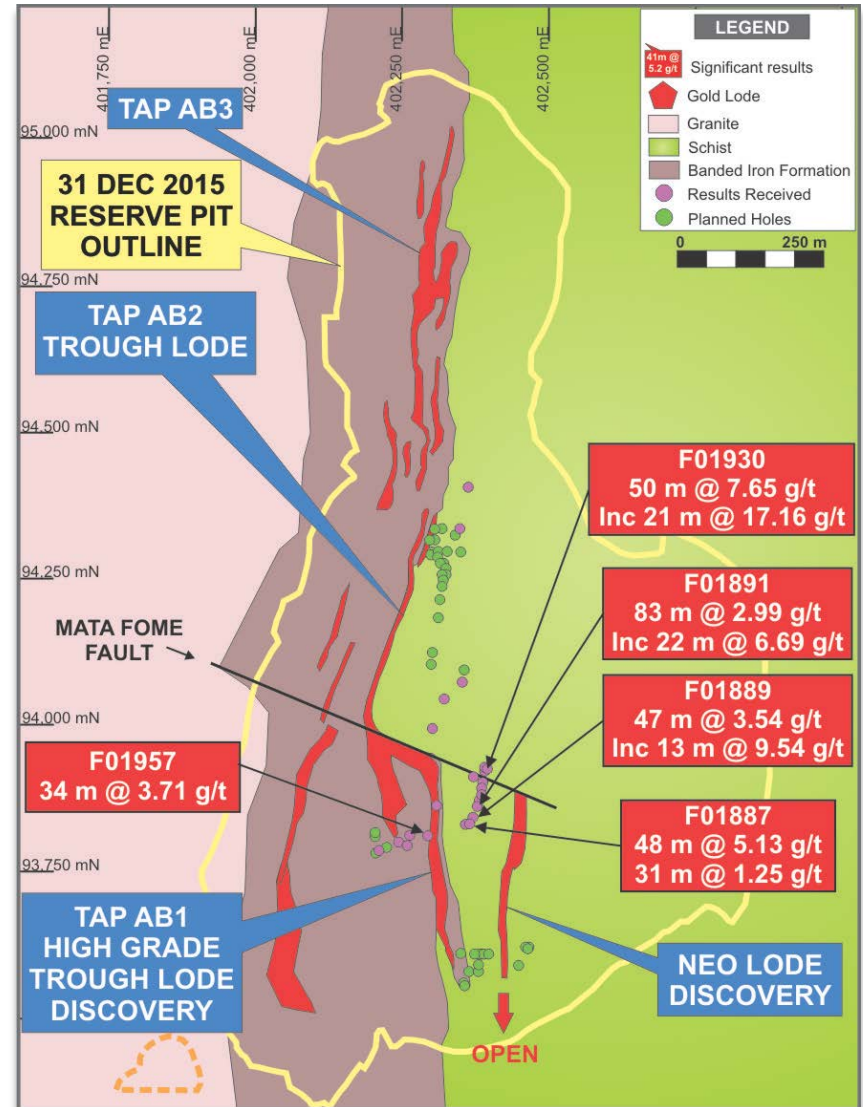 401,750 mE
402,000 mE
402,250 mE
402,500 mE
LEGEND
41m @
5.2 g/t
Significant results
Gold Lode
Granite
Schist
Banded Iron Formation
Results Received
Planned Holes
0 250 m
TAP AB3
95,000 mN
31 DEC 2015
RESERVE PIT
OUTLINE
94,750 mN
TAP AB2
TROUGH LODE
94,500 mN
F01930
50 m @ 7.65 g/t
Inc 21 m @ 17.16 g/t
94,250 mN
F01891
83 m @ 2.99 g/t
Inc 22 m @ 6.69 g/t
MATA FOME
FAULT
F01889
47 m @ 3.54 g/t
Inc 13 m @ 9.54 g/t
94,000 mN
F01957
34 m @ 3.71 g/t
F01887
48 m @ 5.13 g/t
31 m @ 1.25 g/t
93,750 mN
TAP AB1
HIGH GRADE
TROUGH LODE
DISCOVERY
NEO LODE
DISCOVERY
OPEN